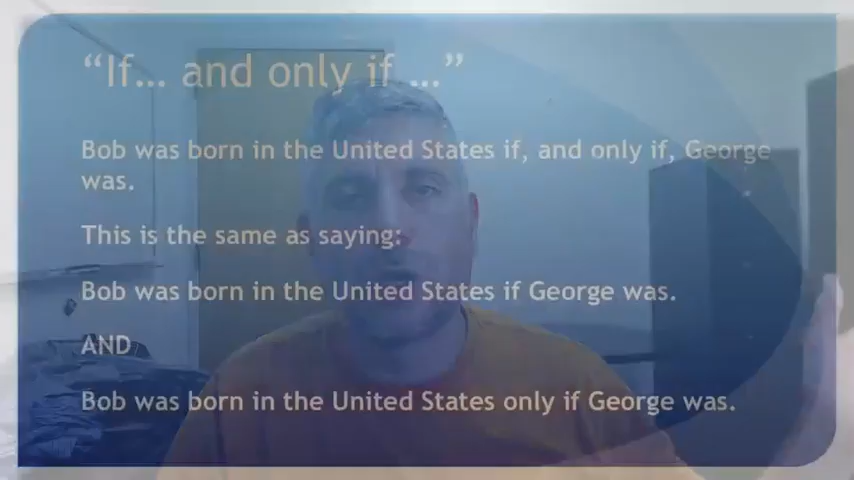 “If… and only if …”
Bob was born in the United States if, and only if, George
was.
This is the same as saying:
Bob was born in the United States if George was.
AND
Bob was born in the United States only if George was.